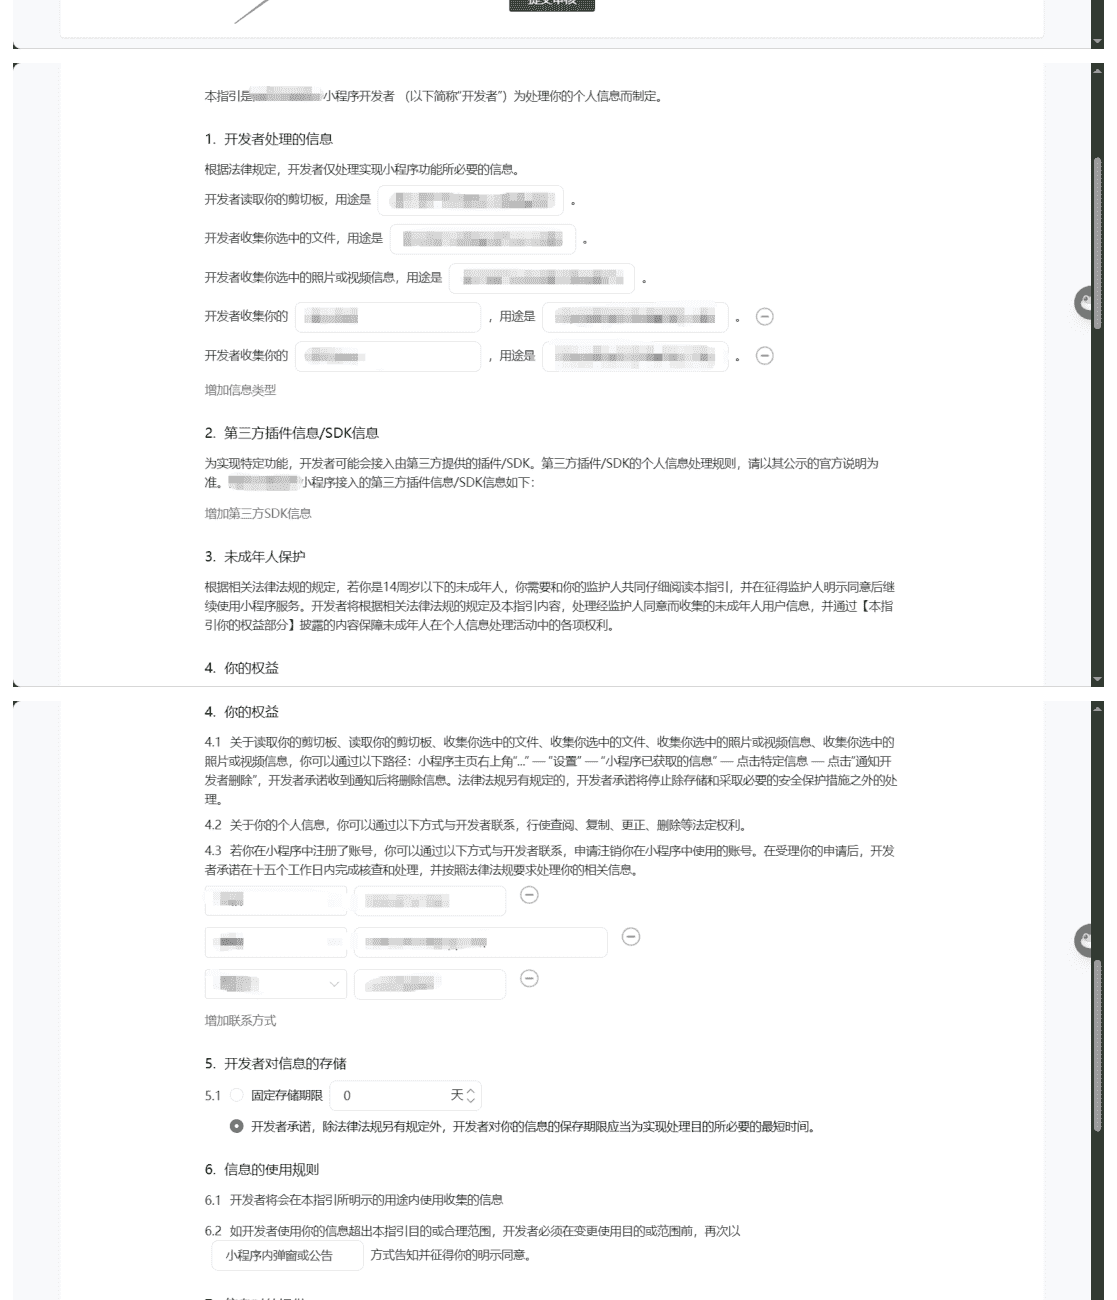 提交审核
本指引是小程序开发者 （以下简称“开发者”）为处理你的个人信息而制定。
1. 开发者处理的信息
根据法律规定，开发者仅处理实现小程序功能所必要的信息。
开发者读取你的剪切板，用途是 。
开发者收集你选中的文件，用途是 。
开发者收集你选中的照片或视频信息，用途是 。
开发者收集你的 ，用途是 。
开发者收集你的 ，用途是 。
增加信息类型
2. 第三方插件信息/SDK信息
为实现特定功能，开发者可能会接入由第三方提供的插件/SDK。第三方插件/SDK的个人信息处理规则，请以其公示的官方说明为
准。小程序接入的第三方插件信息/SDK信息如下：
增加第三方SDK信息
3. 未成年人保护
根据相关法律法规的规定，若你是14周岁以下的未成年人，你需要和你的监护人共同仔细阅读本指引，并在征得监护人明示同意后继
续使用小程序服务。开发者将根据相关法律法规的规定及本指引内容，处理经监护人同意而收集的未成年人用户信息，并通过【本指
引你的权益部分】披露的内容保障未成年人在个人信息处理活动中的各项权利。
4. 你的权益
4. 你的权益
4.1 关于读取你的剪切板、读取你的剪切板、收集你选中的文件、收集你选中的文件、收集你选中的照片或视频信息、收集你选中的
照片或视频信息，你可以通过以下路径：小程序主页右上角“...” — “设置” — “小程序已获取的信息” — 点击特定信息 — 点击“通知开
发者删除”，开发者承诺收到通知后将删除信息。法律法规另有规定的，开发者承诺将停止除存储和采取必要的安全保护措施之外的处
理。
4.2 关于你的个人信息，你可以通过以下方式与开发者联系，行使查阅、复制、更正、删除等法定权利。
4.3 若你在小程序中注册了账号，你可以通过以下方式与开发者联系，申请注销你在小程序中使用的账号。在受理你的申请后，开发
者承诺在十五个工作日内完成核查和处理，并按照法律法规要求处理你的相关信息。
增加联系方式
5. 开发者对信息的存储
5.1 固定存储期限 0 天
开发者承诺，除法律法规另有规定外，开发者对你的信息的保存期限应当为实现处理目的所必要的最短时间。
6. 信息的使用规则
6.1 开发者将会在本指引所明示的用途内使用收集的信息
6.2 如开发者使用你的信息超出本指引目的或合理范围，开发者必须在变更使用目的或范围前，再次以
小程序内弹窗或公告 方式告知并征得你的明示同意。